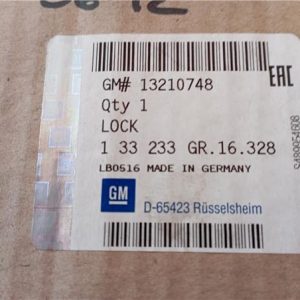 GM# 13210748
Qty 1
LOCK
1 33 233 GR.16.328
LB0516 MADE IN GERMANY
GM
D-65423 Rüsselsheim
EAC